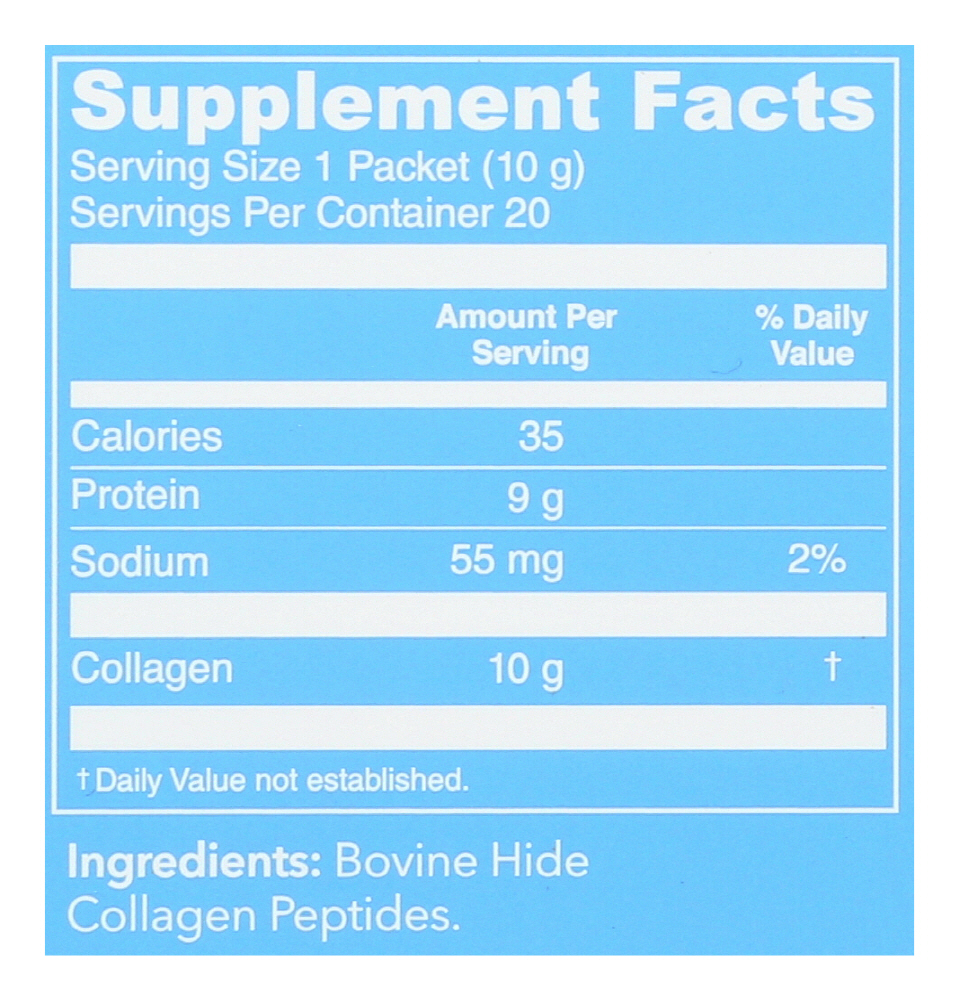 Supplement Facts
Serving Size 1 Packet (10 g)
Servings Per Container 20
Amount Per Serving
% Daily Value
Calories 35
Protein 9 g
Sodium 55 mg 2%
Collagen 10 g †
† Daily Value not established.
Ingredients: Bovine Hide
Collagen Peptides.